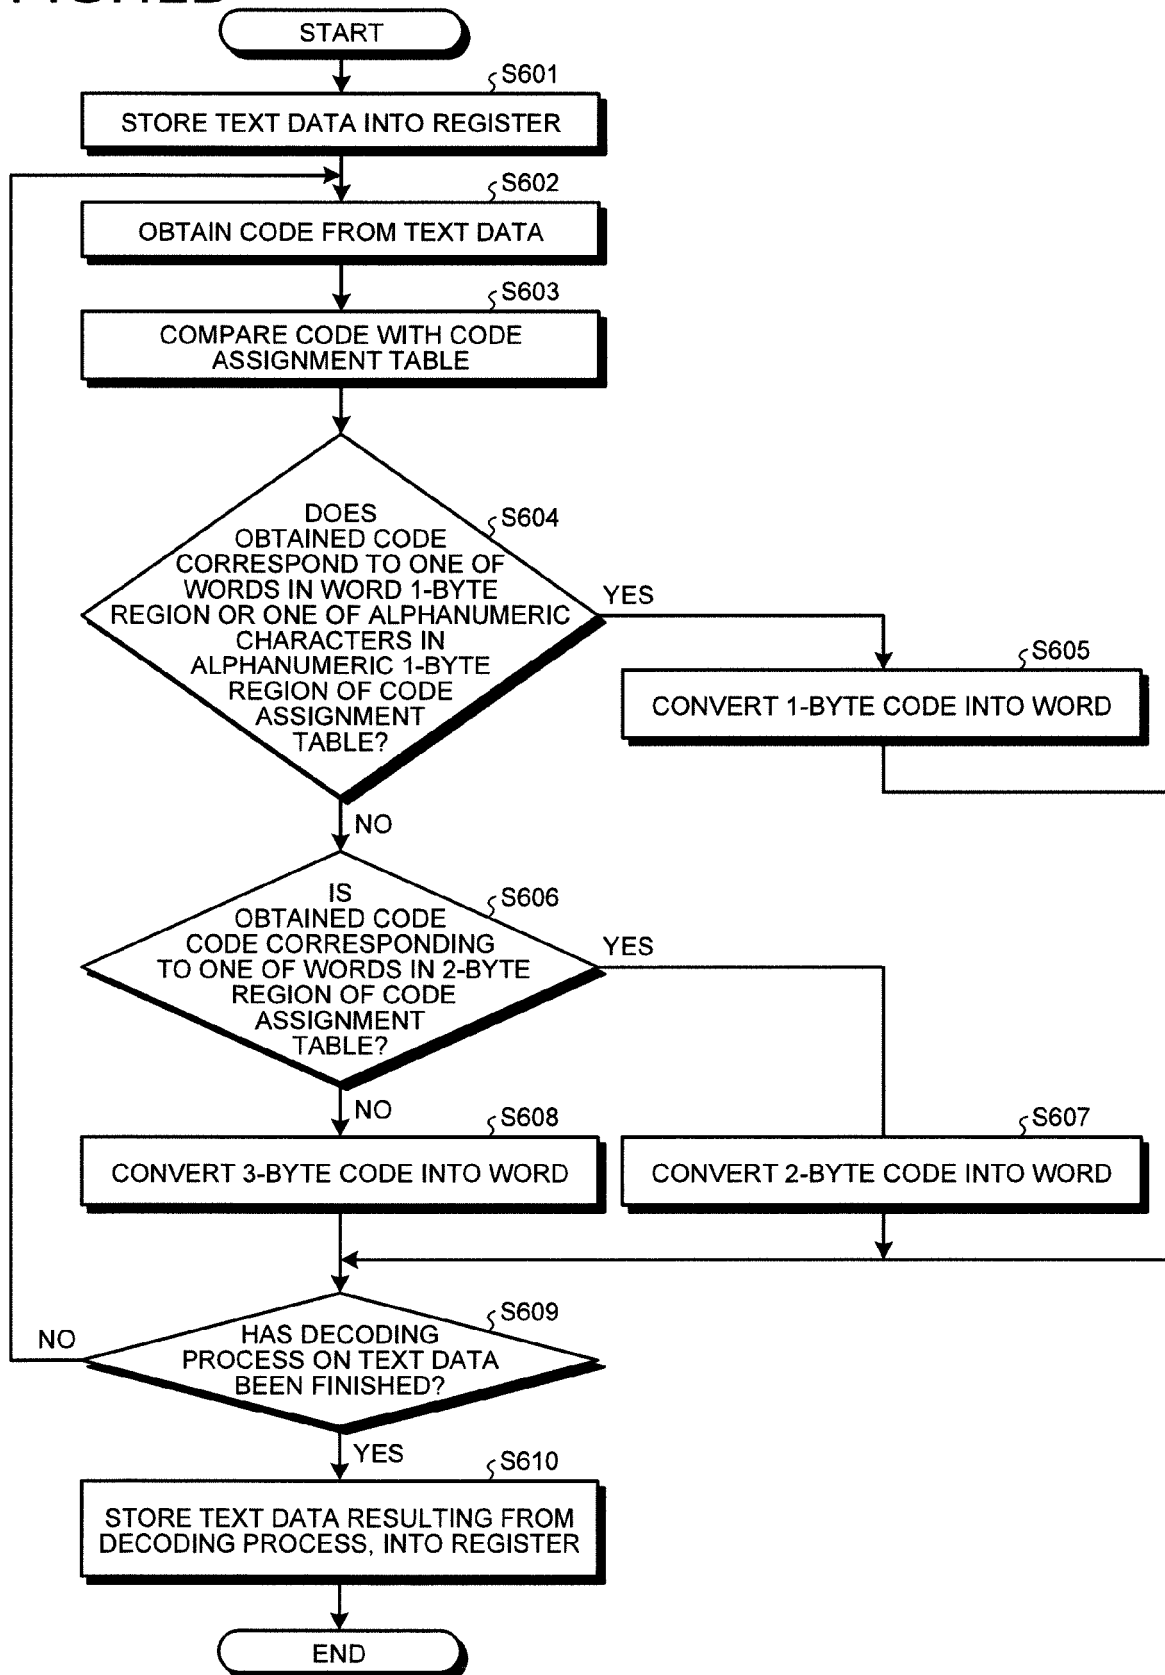 START
S601
STORE TEXT DATA INTO REGISTER
S602
OBTAIN CODE FROM TEXT DATA
S603
COMPARE CODE WITH CODE
ASSIGNMENT TABLE
S604
DOES
OBTAINED CODE
CORRESPOND TO ONE OF
WORDS IN WORD 1-BYTE
REGION OR ONE OF ALPHANUMERIC
CHARACTERS IN
ALPHANUMERIC 1-BYTE
REGION OF CODE
ASSIGNMENT
TABLE?
YES
S605
CONVERT 1-BYTE CODE INTO WORD
NO
S606
IS
OBTAINED CODE
CODE CORRESPONDING
TO ONE OF WORDS IN 2-BYTE
REGION OF CODE
ASSIGNMENT
TABLE?
YES
NO
S608
CONVERT 3-BYTE CODE INTO WORD
S607
CONVERT 2-BYTE CODE INTO WORD
S609
HAS DECODING
PROCESS ON TEXT DATA
BEEN FINISHED?
NO
YES
S610
STORE TEXT DATA RESULTING FROM
DECODING PROCESS, INTO REGISTER
END